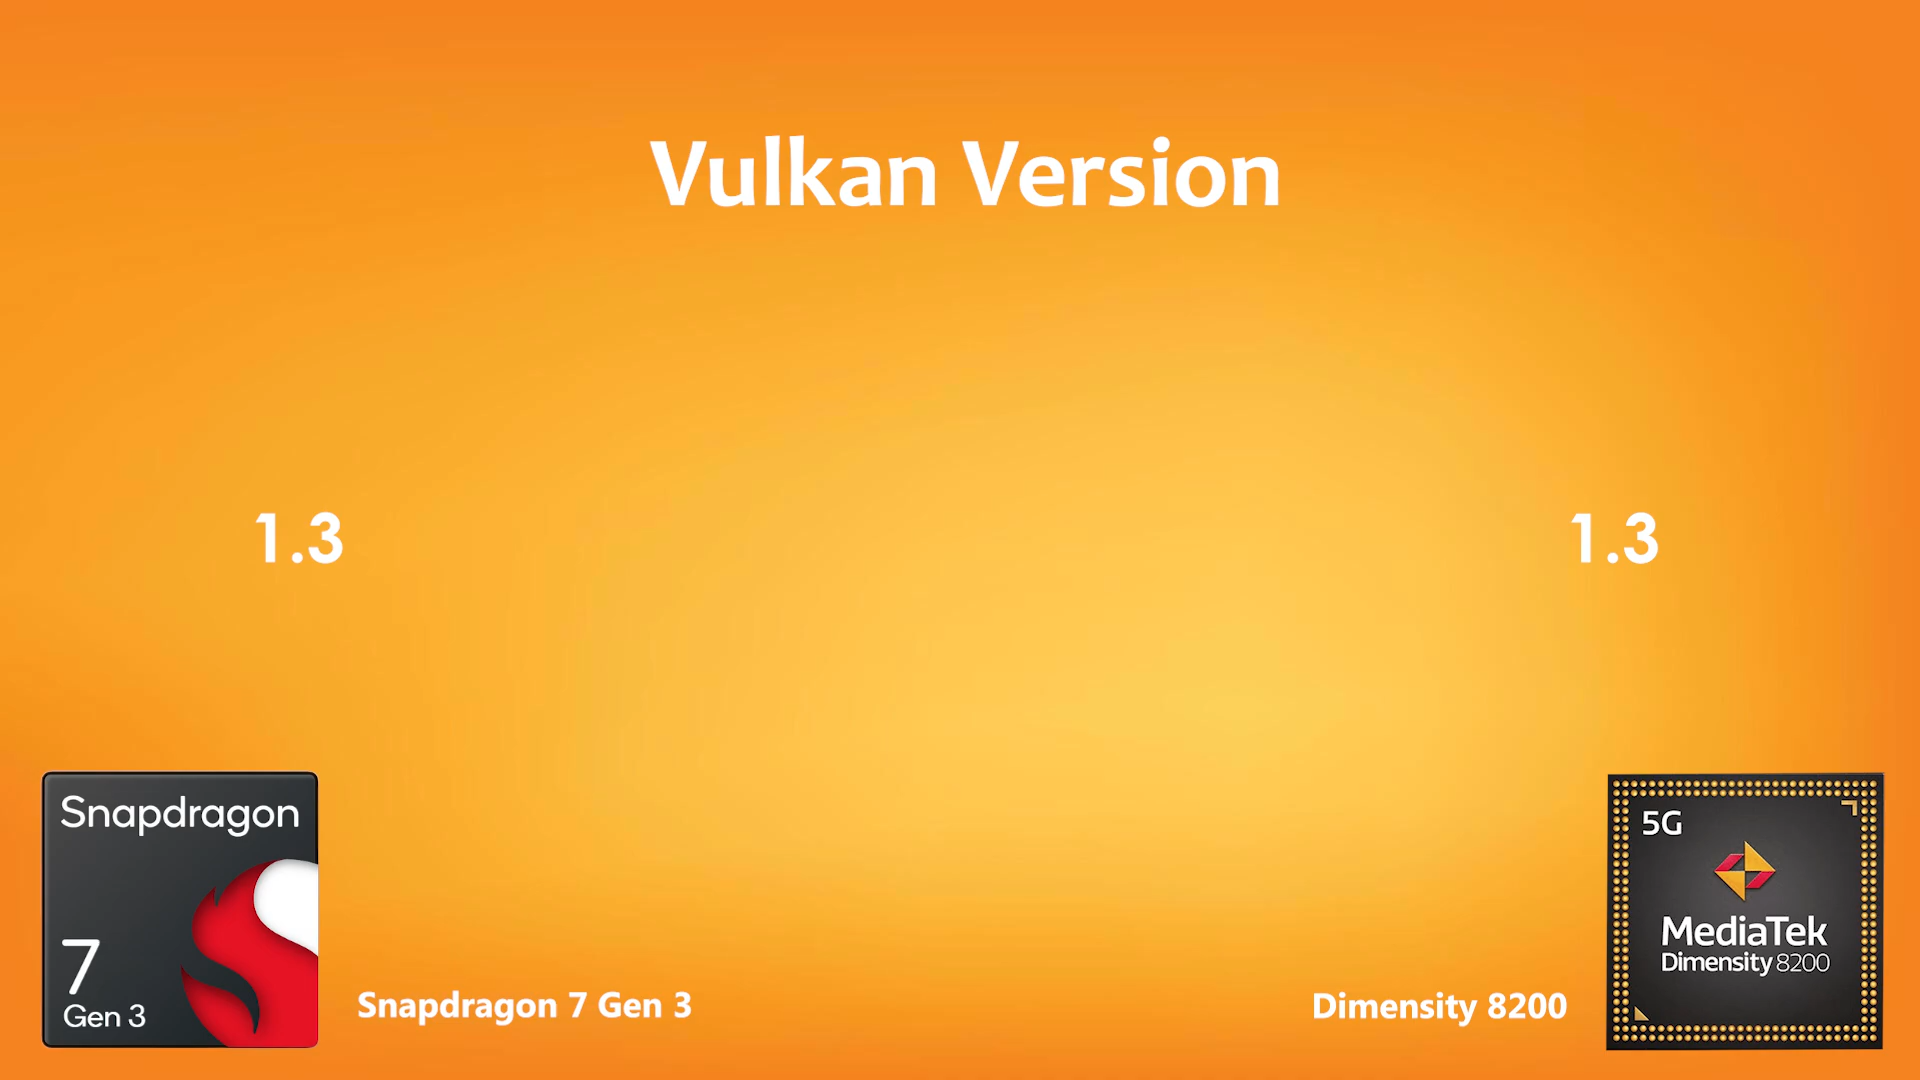 Vulkan Version
1.3
1.3
Snapdragon
7
Gen 3
Snapdragon 7 Gen 3
Dimensity 8200
5G
MediaTek
Dimensity 8200